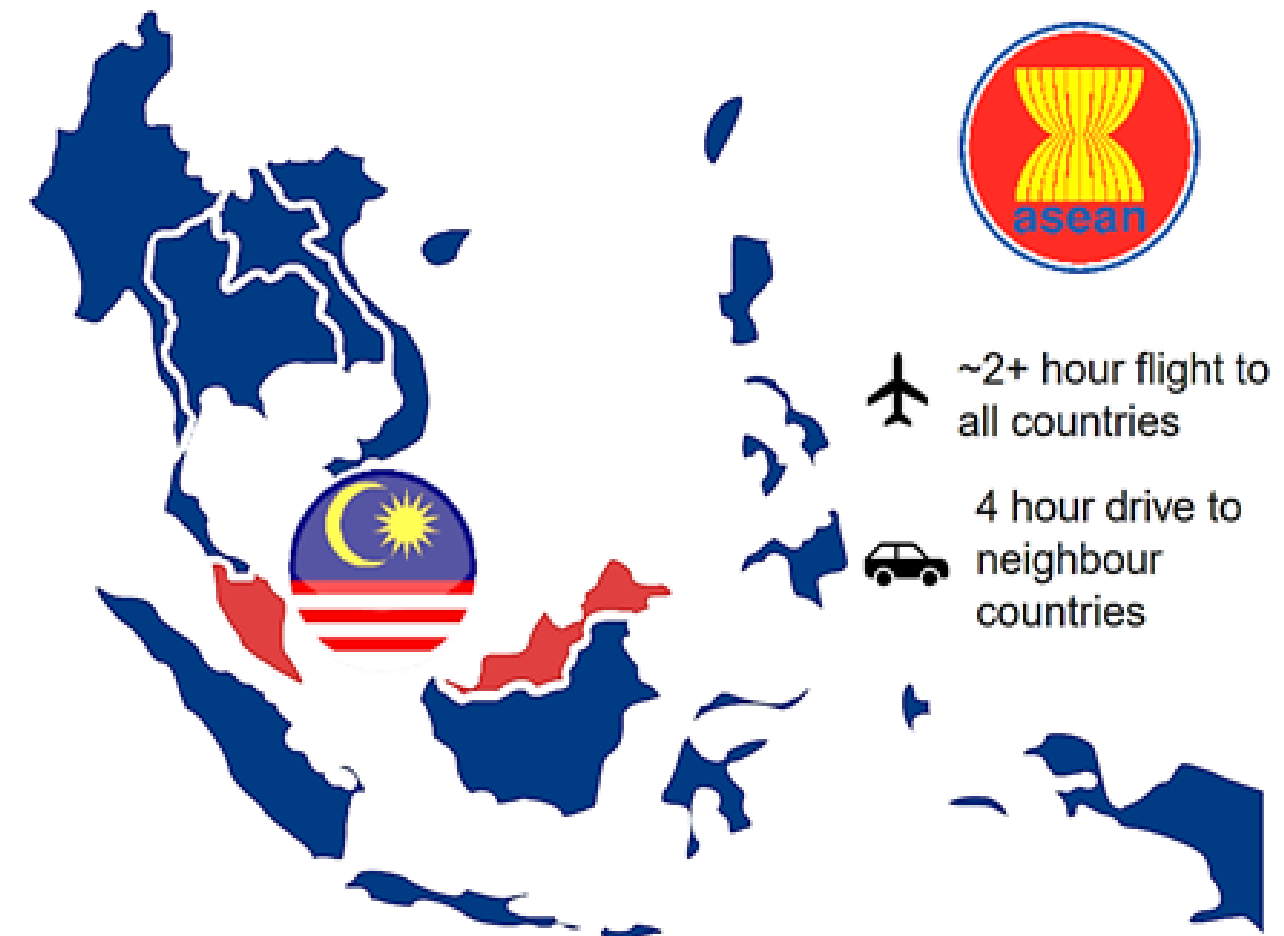 asean
~2+ hour flight to
all countries
4 hour drive to
neighbour
countries